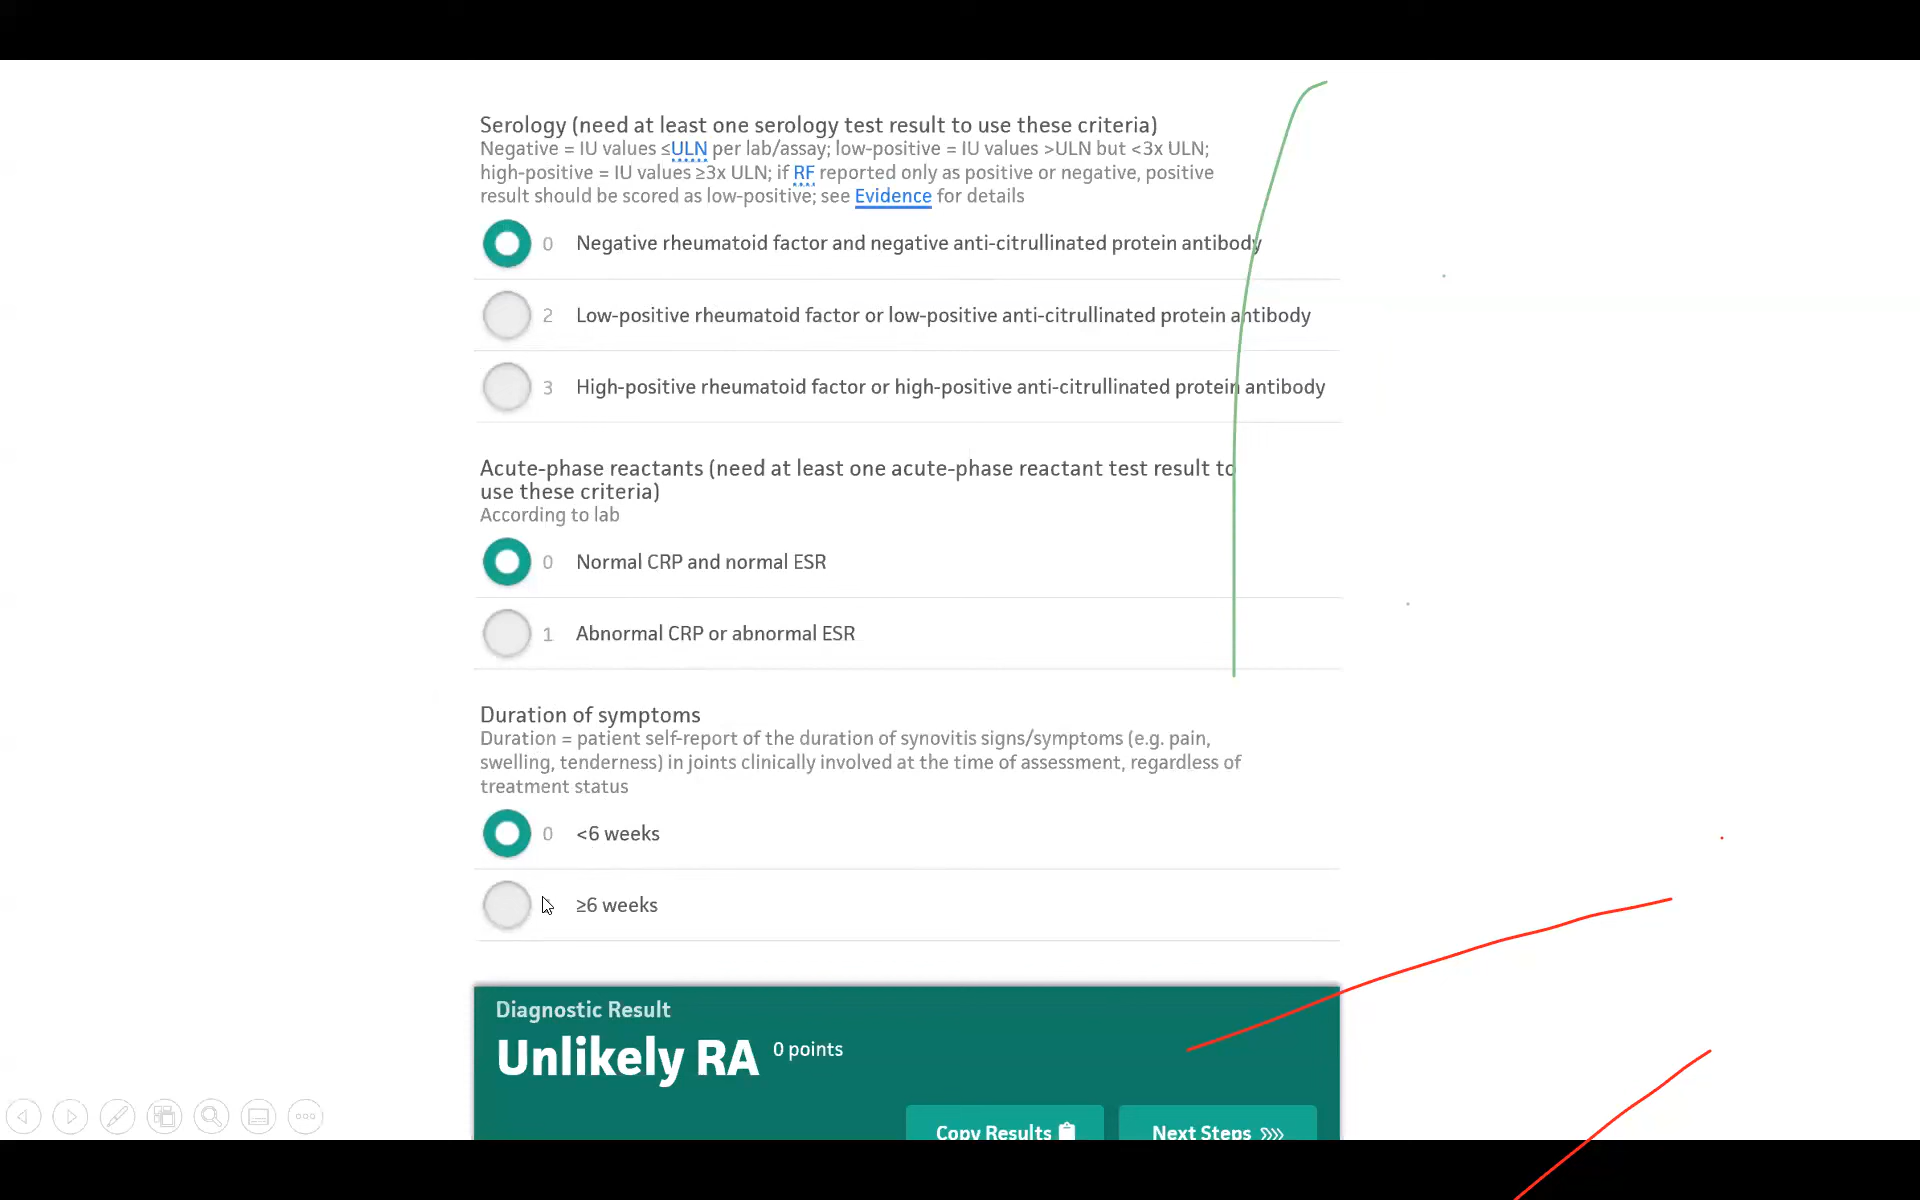 Serology (need at least one serology test result to use these criteria)
Negative = IU values ≤ULN per lab/assay; low-positive = IU values >ULN but <3x ULN;
high-positive = IU values ≥3x ULN; if RF reported only as positive or negative, positive
result should be scored as low-positive; see Evidence for details
0 Negative rheumatoid factor and negative anti-citrullinated protein antibody
2 Low-positive rheumatoid factor or low-positive anti-citrullinated protein antibody
3 High-positive rheumatoid factor or high-positive anti-citrullinated protein antibody
Acute-phase reactants (need at least one acute-phase reactant test result to
use these criteria)
According to lab
0 Normal CRP and normal ESR
1 Abnormal CRP or abnormal ESR
Duration of symptoms
Duration = patient self-report of the duration of synovitis signs/symptoms (e.g. pain,
swelling, tenderness) in joints clinically involved at the time of assessment, regardless of
treatment status
0 <6 weeks
≥6 weeks
Diagnostic Result
Unlikely RA 0 points
Copy Results Next Steps